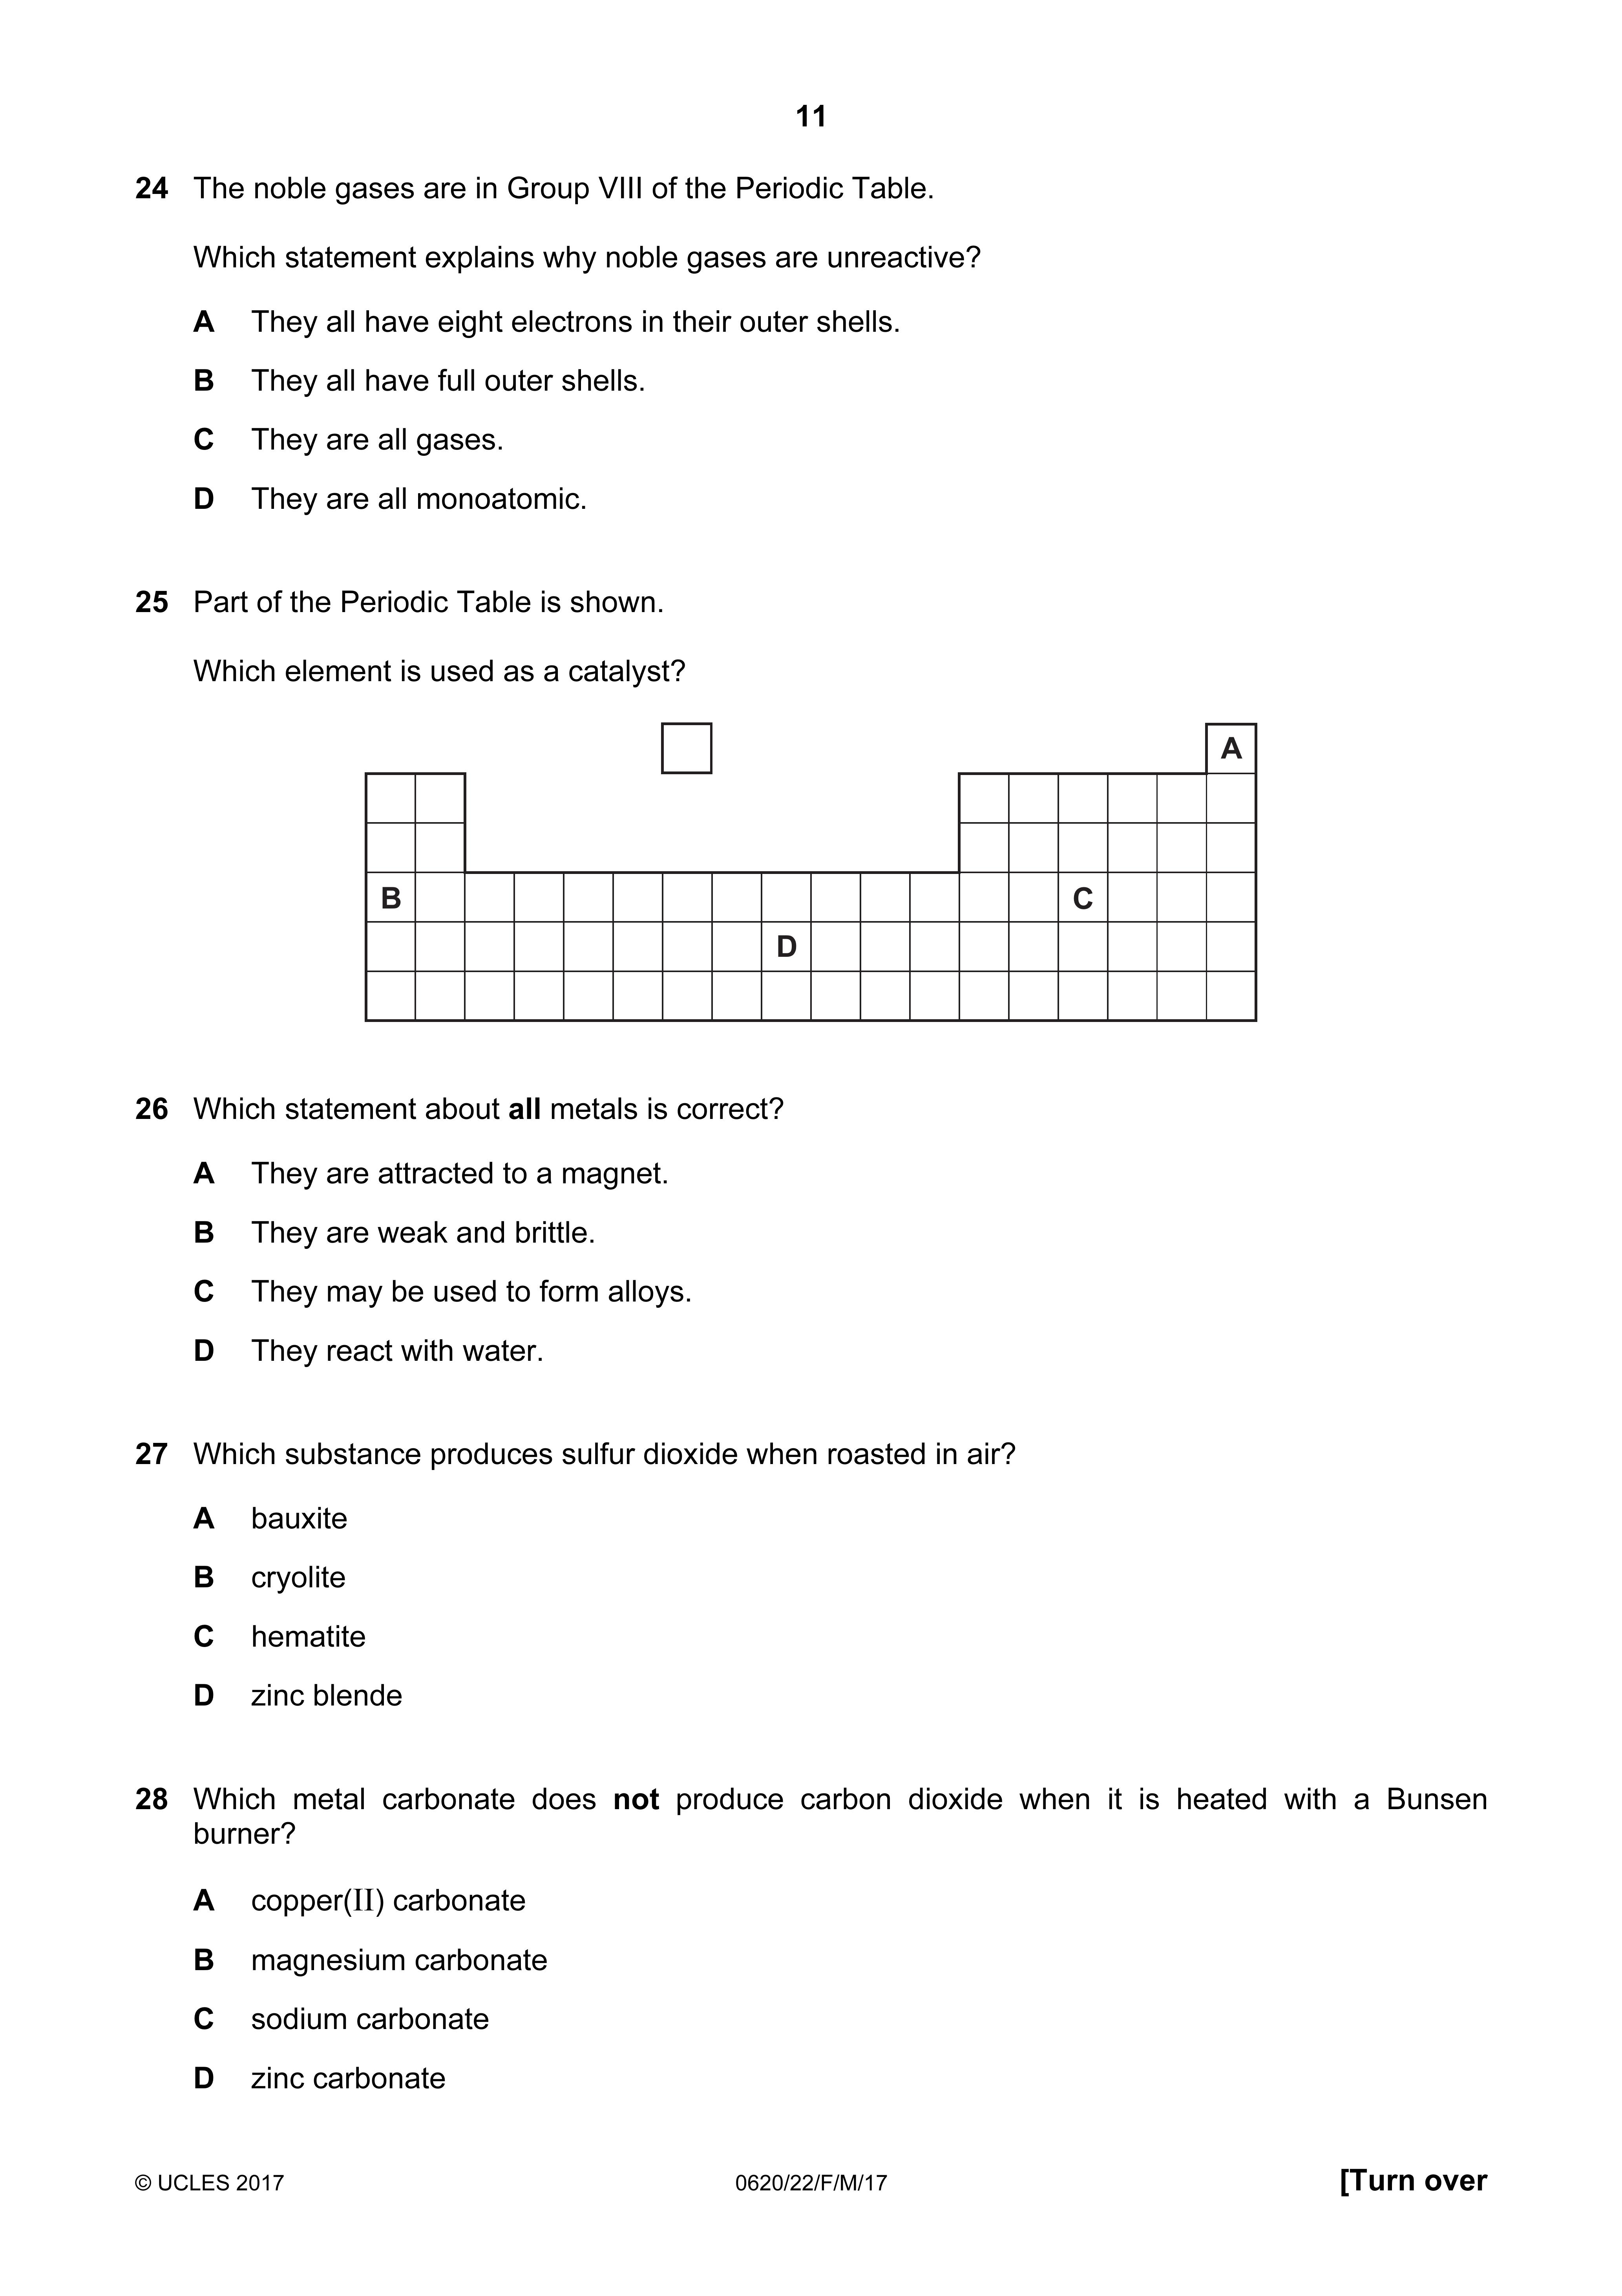 11
24 The noble gases are in Group VIII of the Periodic Table.
Which statement explains why noble gases are unreactive?
A They all have eight electrons in their outer shells.
B They all have full outer shells.
C They are all gases.
D They are all monoatomic.
25 Part of the Periodic Table is shown.
Which element is used as a catalyst?
A
B C
D
26 Which statement about all metals is correct?
A They are attracted to a magnet.
B They are weak and brittle.
C They may be used to form alloys.
D They react with water.
27 Which substance produces sulfur dioxide when roasted in air?
A bauxite
B cryolite
C hematite
D zinc blende
28 Which metal carbonate does not produce carbon dioxide when it is heated with a Bunsen
burner?
A copper(II) carbonate
B magnesium carbonate
C sodium carbonate
D zinc carbonate
© UCLES 2017 0620/22/F/M/17 [Turn over